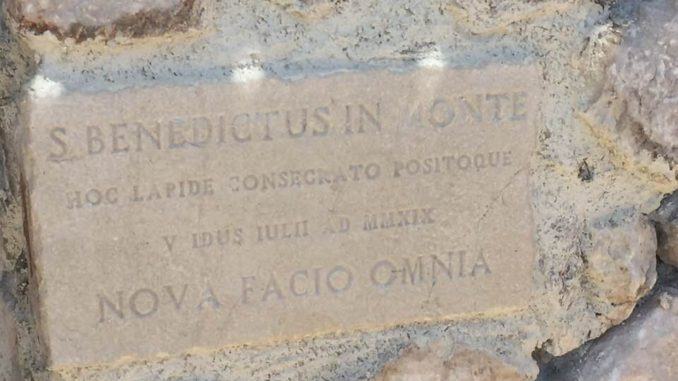 S BENEDICTUS IN MONTE
HOC LAPIDE CONSECRATO POSITOQUE
V IDUS IULII AD MMXIX
NOVA FACIO OMNIA